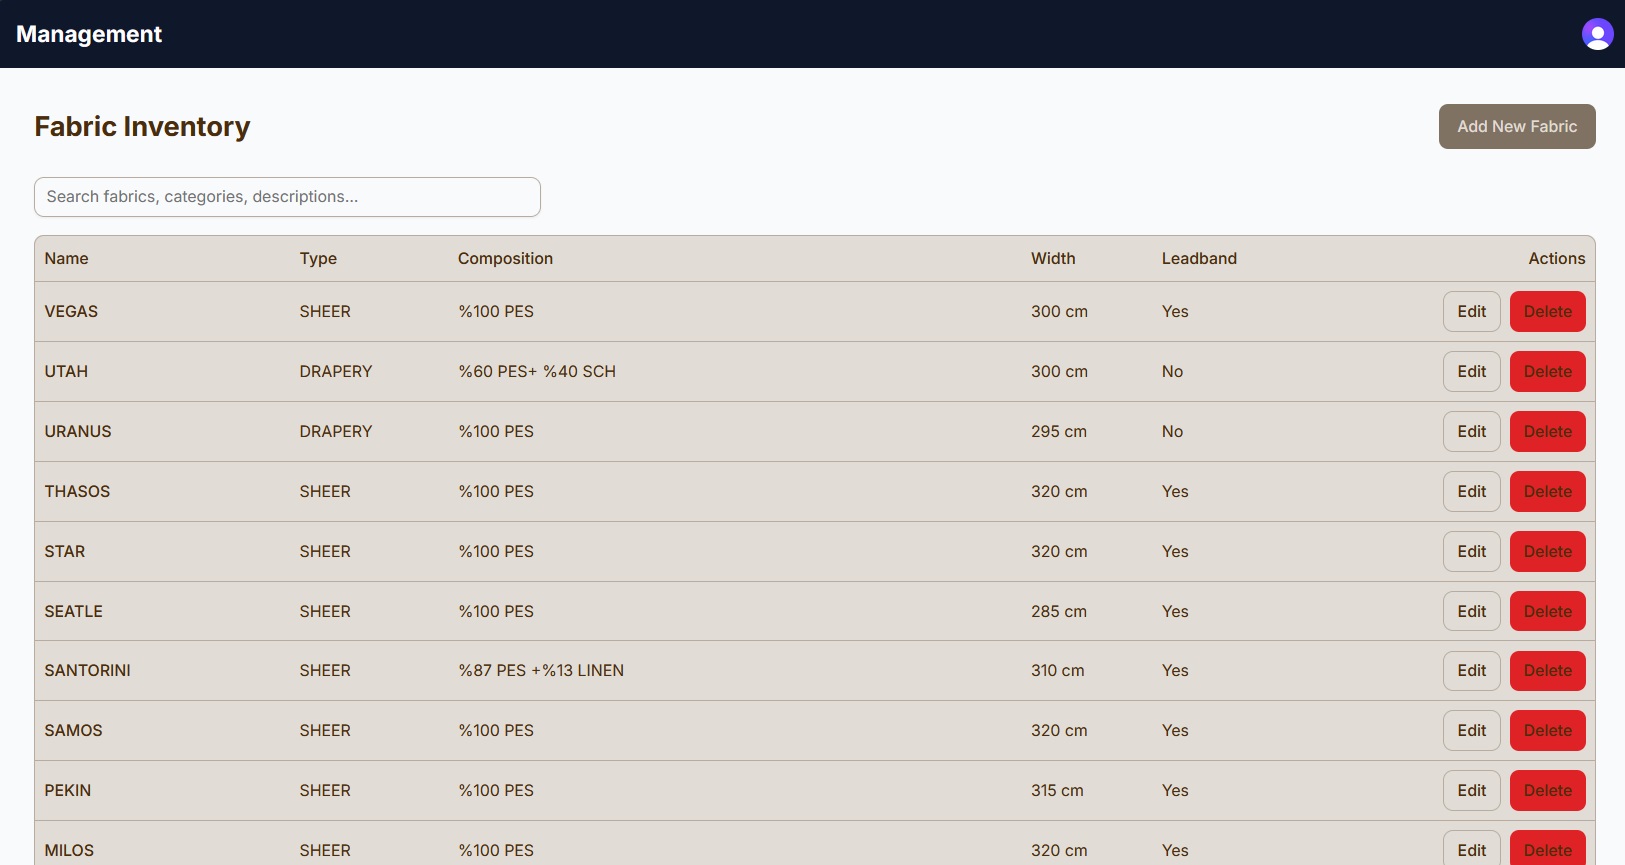 Management
Fabric Inventory
Add New Fabric
Search fabrics, categories, descriptions...
Name Type Composition Width Leadband Actions
VEGAS SHEER %100 PES 300 cm Yes Edit Delete
UTAH DRAPERY %60 PES+ %40 SCH 300 cm No Edit Delete
URANUS DRAPERY %100 PES 295 cm No Edit Delete
THASOS SHEER %100 PES 320 cm Yes Edit Delete
STAR SHEER %100 PES 320 cm Yes Edit Delete
SEATLE SHEER %100 PES 285 cm Yes Edit Delete
SANTORINI SHEER %87 PES +%13 LINEN 310 cm Yes Edit Delete
SAMOS SHEER %100 PES 320 cm Yes Edit Delete
PEKIN SHEER %100 PES 315 cm Yes Edit Delete
MILOS SHEER %100 PES 320 cm Yes Edit Delete